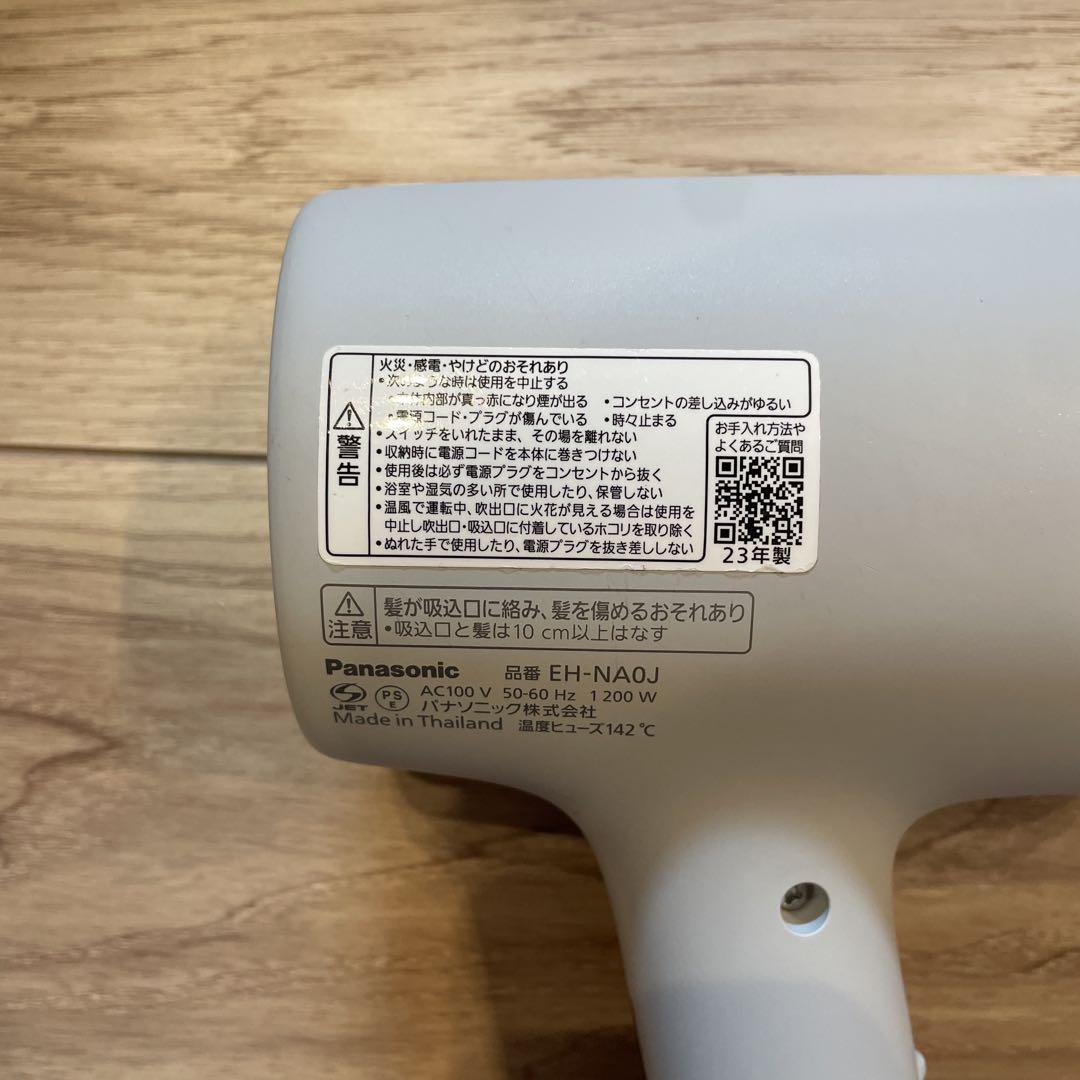 警告
火災・感電・やけどのおそれあり
•次のような時は使用を中止する
•本体内部が真っ赤になり煙が出る •コンセントの差し込みがゆるい
•電源コード・プラグが傷んでいる •時々止まる
•スイッチをいれたまま、その場を離れない
•収納時に電源コードを本体に巻きつけない
•使用後は必ず電源プラグをコンセントから抜く
•浴室や湿気の多い所で使用したり、保管しない
•温風で運転中、吹出口に火花が見える場合は使用を
中止し吹出口・吸込口に付着しているホコリを取り除く
•ぬれた手で使用したり、電源プラグを抜き差ししない
お手入れ方法や
よくあるご質問
23年製
注意
髪が吸込口に絡み、髪を傷めるおそれあり
•吸込口と髪は10 cm以上はなす
Panasonic 品番 EH-NA0J
JET PSE AC100 V 50-60 Hz 1 200 W
パナソニック株式会社
Made in Thailand 温度ヒューズ142℃